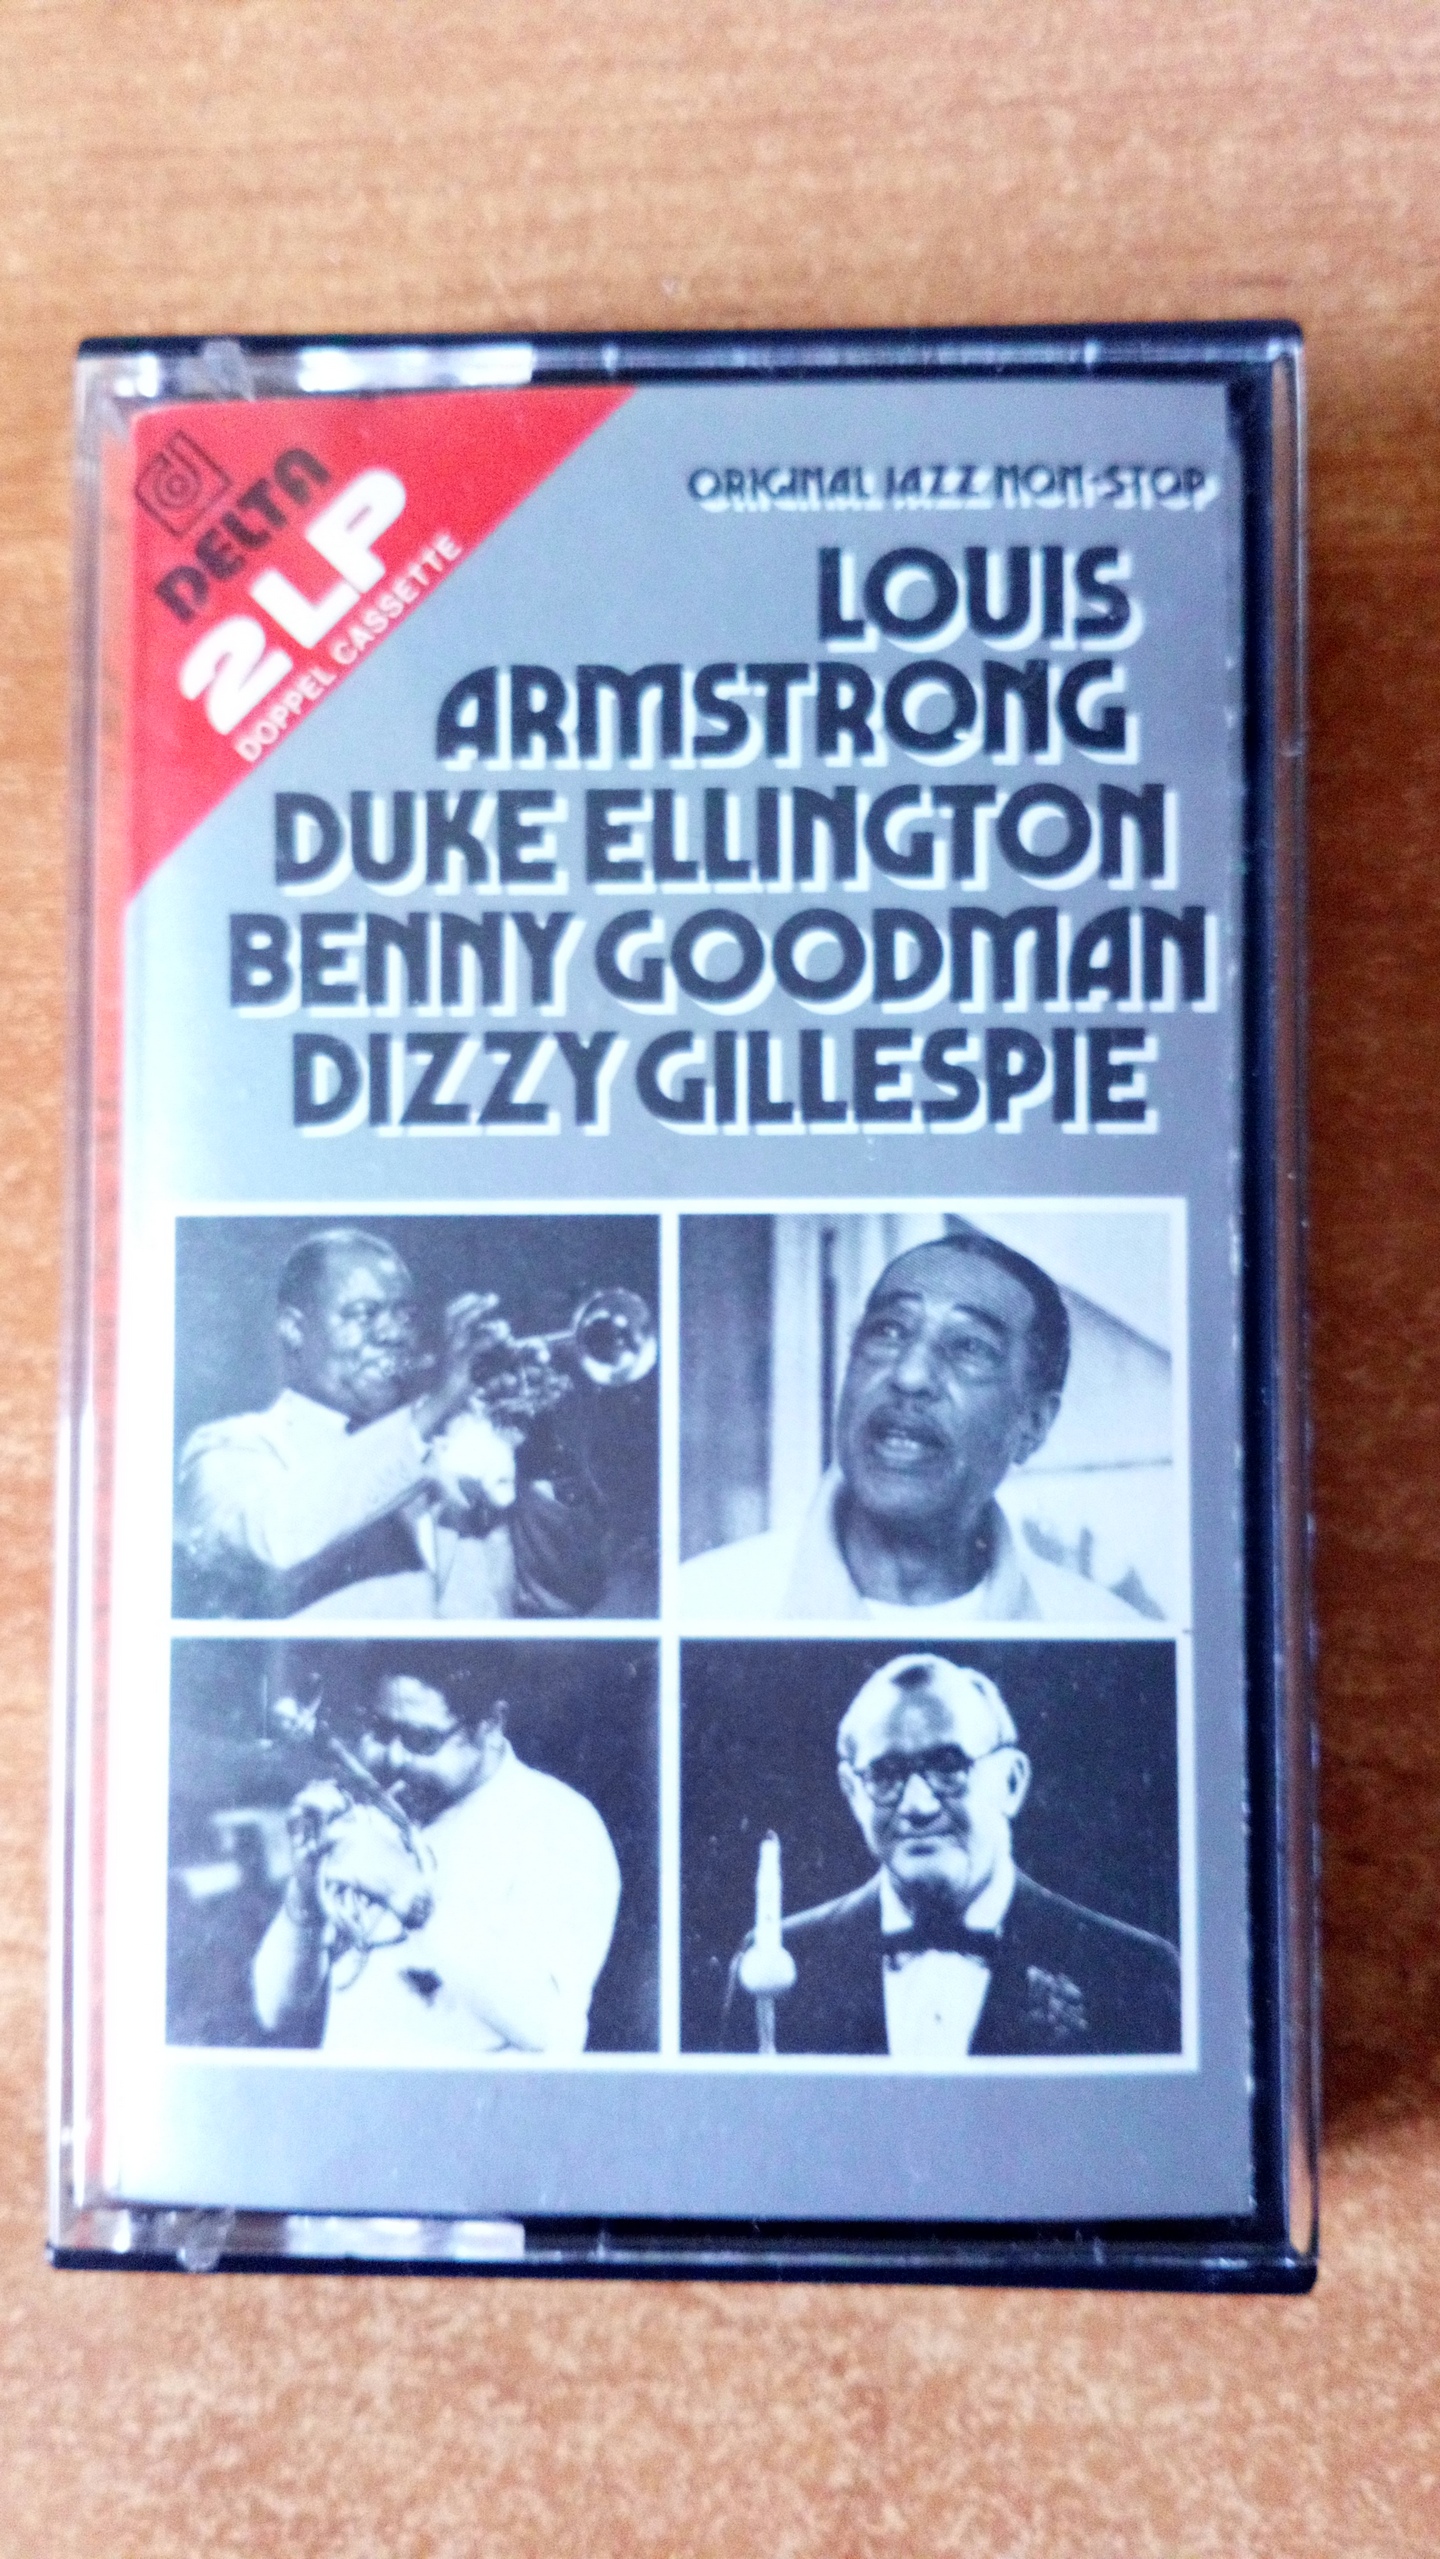 DELTA
2LP
DOPPEL CASSETTE
ORIGINAL JAZZ NON-STOP
LOUIS
ARMSTRONG
DUKE ELLINGTON
BENNY GOODMAN
DIZZY GILLESPIE